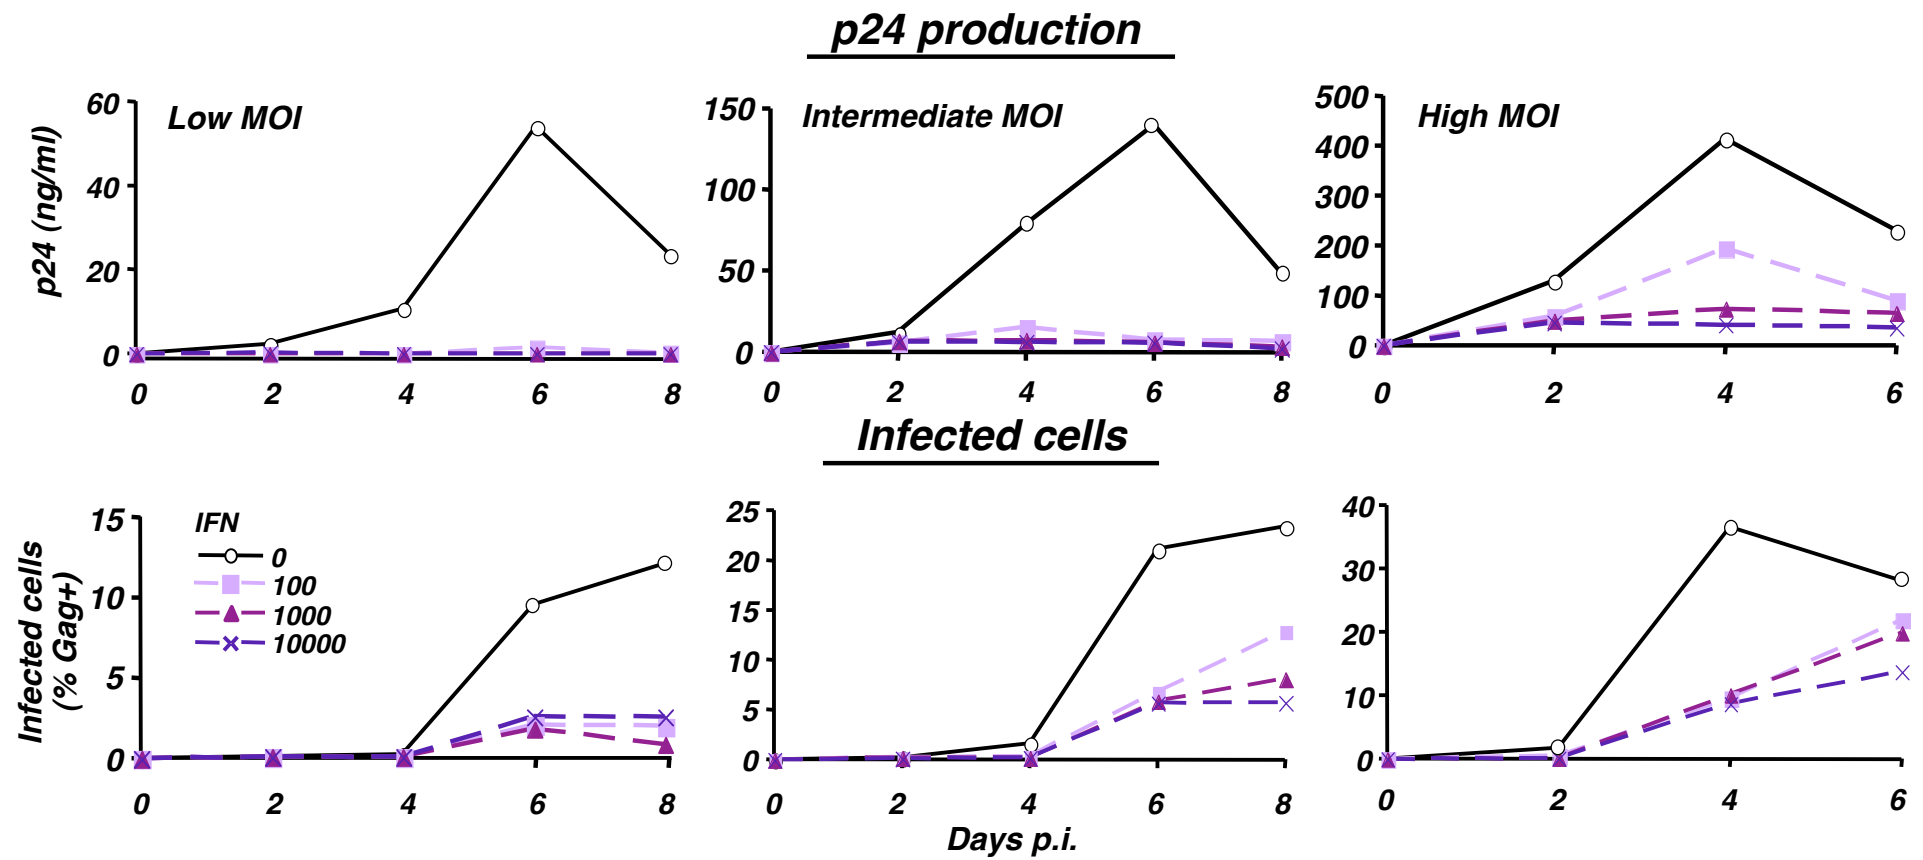 p24 production
Low MOI
Intermediate MOI
High MOI
p24 (ng/ml)
60
40
20
0
0 2 4 6 8
150
100
50
0
0 2 4 6 8
500
400
300
200
100
0
0 2 4 6
Infected cells
Infected cells
(% Gag+)
15
10
5
0
IFN
0
100
1000
10000
0 2 4 6 8
25
20
15
10
5
0
0 2 4 6 8
40
30
20
10
0
0 2 4 6
Days p.i.